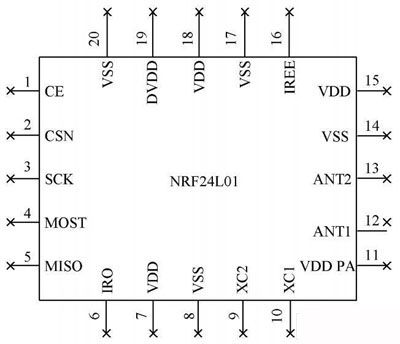 20 19 18 17 16
VSS DVDD VDD VSS IREE
1 CE VDD 15
2 CSN VSS 14
3 SCK ANT2 13
NRF24L01
4 MOST ANT1 12
5 MISO VDD PA 11
IRO VDD VSS XC2 XC1
6 7 8 9 10